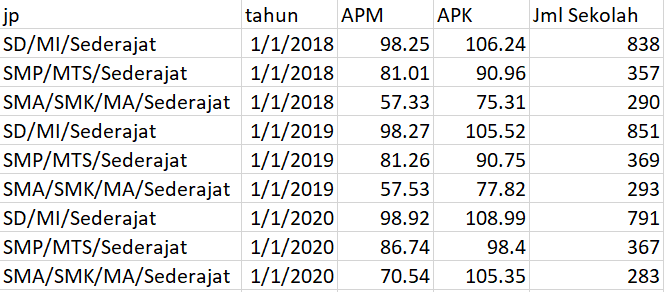 jp tahun APM APK Jml Sekolah
SD/MI/Sederajat 1/1/2018 98.25 106.24 838
SMP/MTS/Sederajat 1/1/2018 81.01 90.96 357
SMA/SMK/MA/Sederajat 1/1/2018 57.33 75.31 290
SD/MI/Sederajat 1/1/2019 98.27 105.52 851
SMP/MTS/Sederajat 1/1/2019 81.26 90.75 369
SMA/SMK/MA/Sederajat 1/1/2019 57.53 77.82 293
SD/MI/Sederajat 1/1/2020 98.92 108.99 791
SMP/MTS/Sederajat 1/1/2020 86.74 98.4 367
SMA/SMK/MA/Sederajat 1/1/2020 70.54 105.35 283